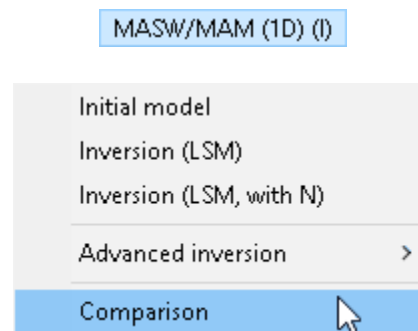 MASW/MAM (1D) (I)
Initial model
Inversion (LSM)
Inversion (LSM, with N)
Advanced inversion
Comparison